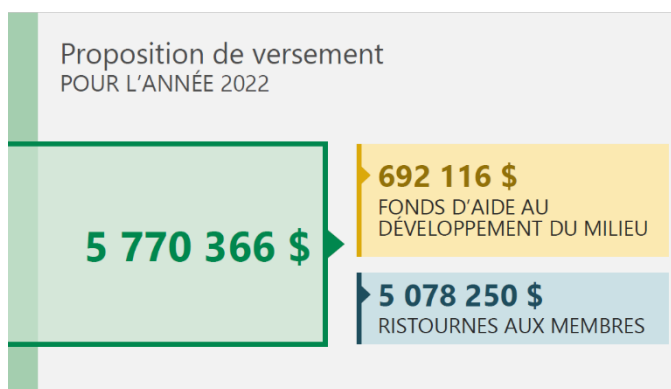 Proposition de versement
POUR L'ANNÉE 2022
5 770 366 $
692 116 $
FONDS D'AIDE AU
DÉVELOPPEMENT DU MILIEU
5 078 250 $
RISTOURNES AUX MEMBRES